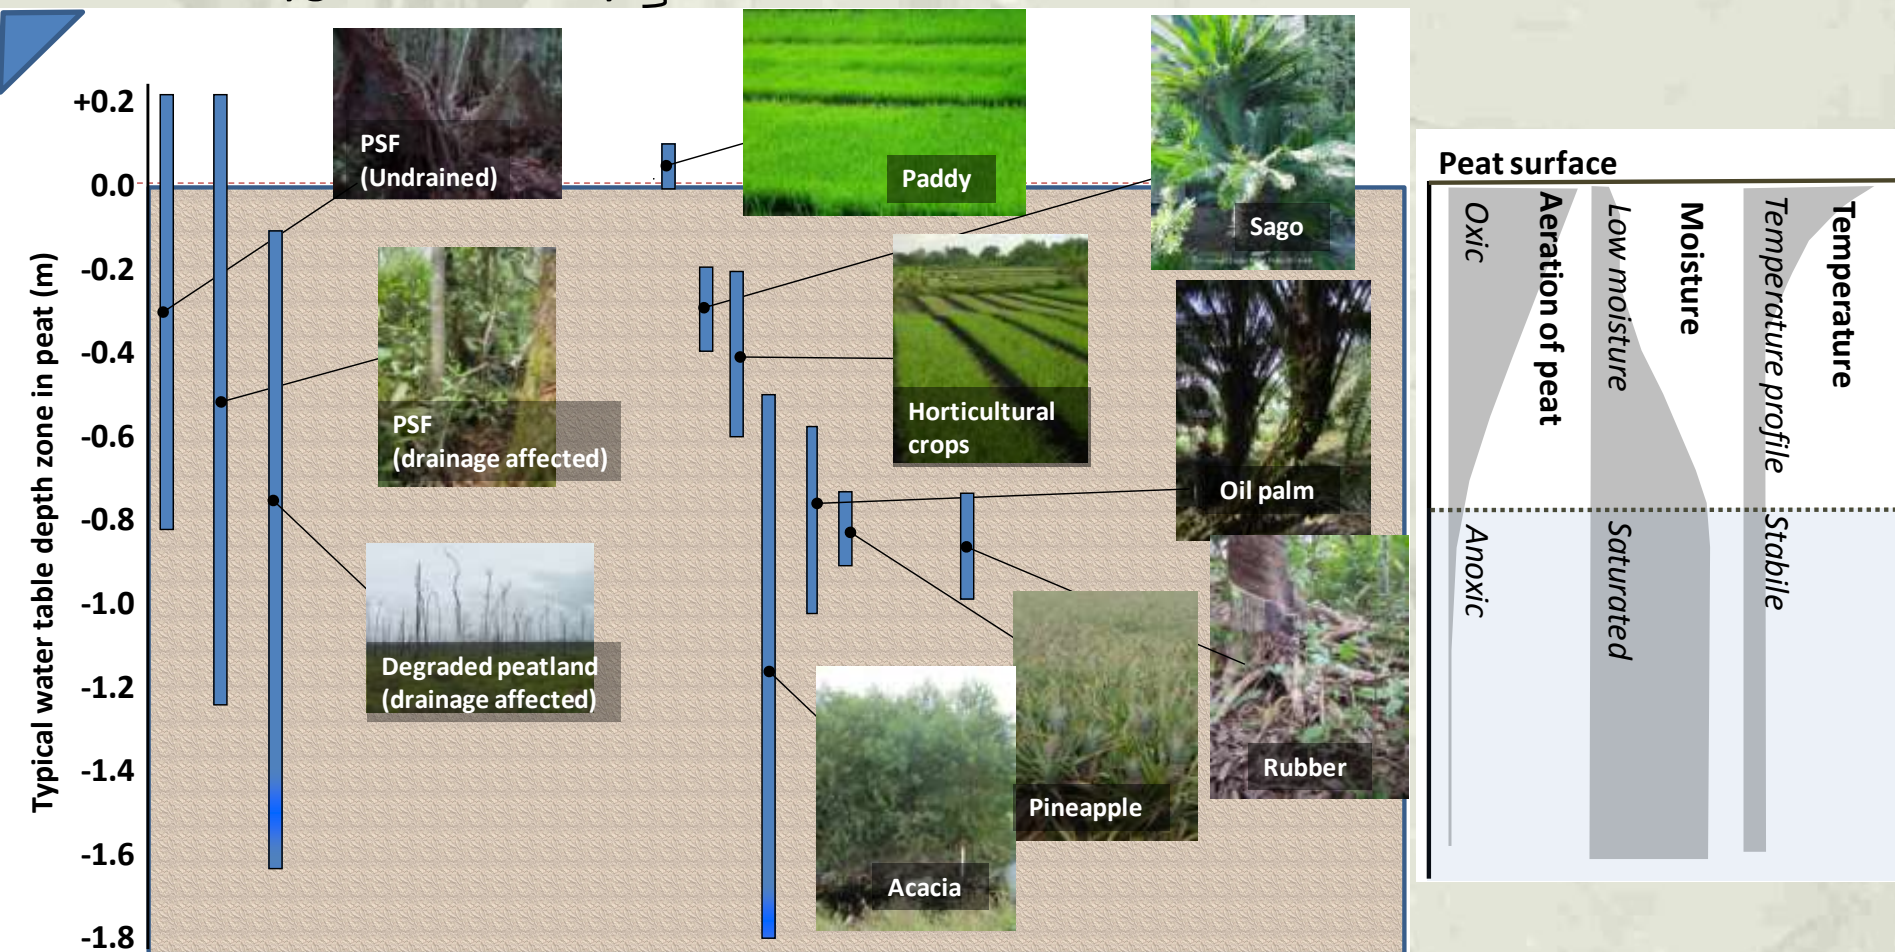 +0.2
0.0
-0.2
-0.4
-0.6
-0.8
-1.0
-1.2
-1.4
-1.6
-1.8
Typical water table depth zone in peat (m)
PSF
(Undrained)
PSF
(drainage affected)
Degraded peatland
(drainage affected)
Paddy
Sago
Horticultural
crops
Oil palm
Rubber
Pineapple
Acacia
Peat surface
Oxic
Aeration of peat
Low moisture
Moisture
Temperature profile
Temperature
Anoxic
Saturated
Stabile